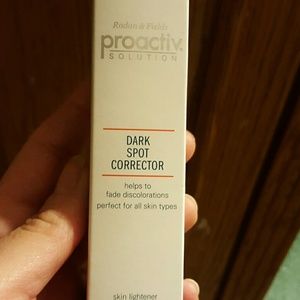 Rodan & Fields
proactiv
SOLUTION
DARK
SPOT
CORRECTOR
helps to
fade discolorations
perfect for all skin types
skin lightener